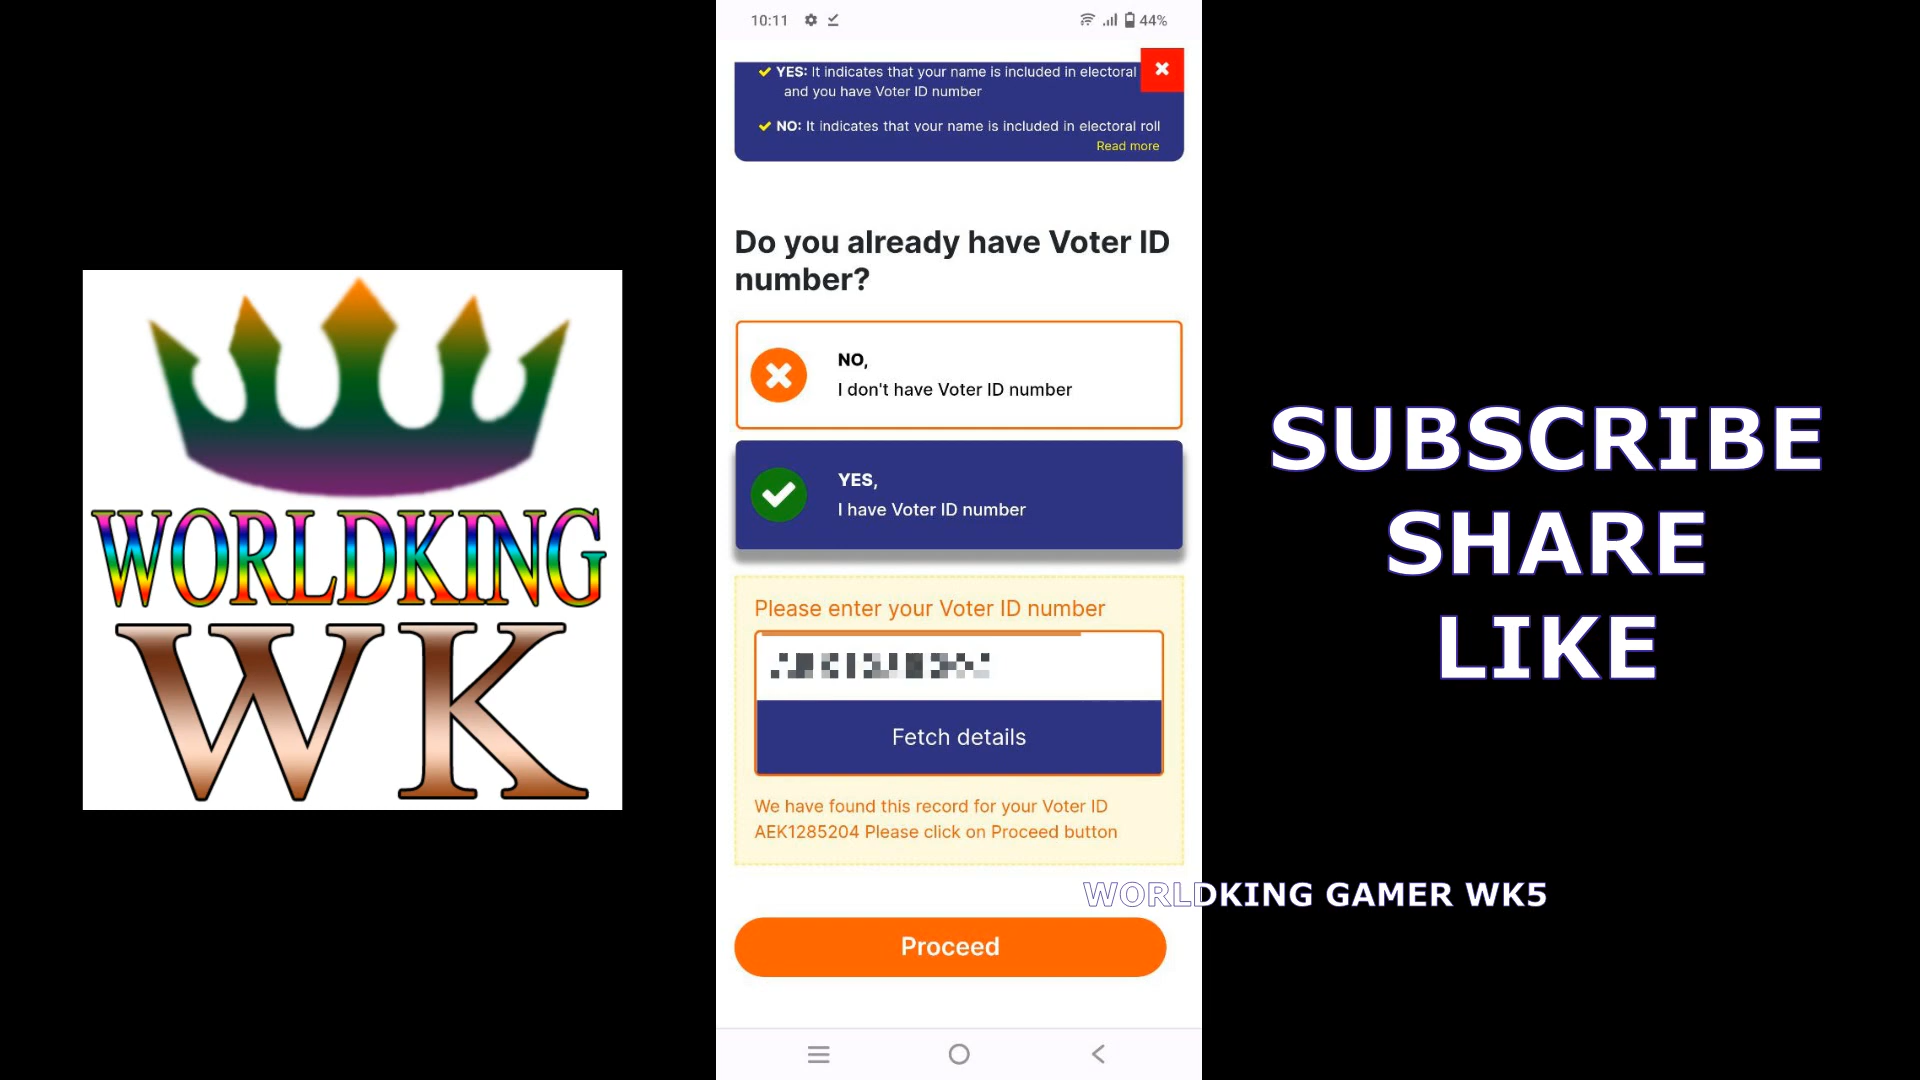 10:11
44%
YES: It indicates that your name is included in electoral
and you have Voter ID number
NO: It indicates that your name is included in electoral roll
Read more
Do you already have Voter ID
number?
NO,
I don't have Voter ID number
YES,
I have Voter ID number
Please enter your Voter ID number
Fetch details
We have found this record for your Voter ID
AEK1285204 Please click on Proceed button
Proceed
WORLDKING
WK
SUBSCRIBE
SHARE
LIKE
WORLDKING GAMER WK5